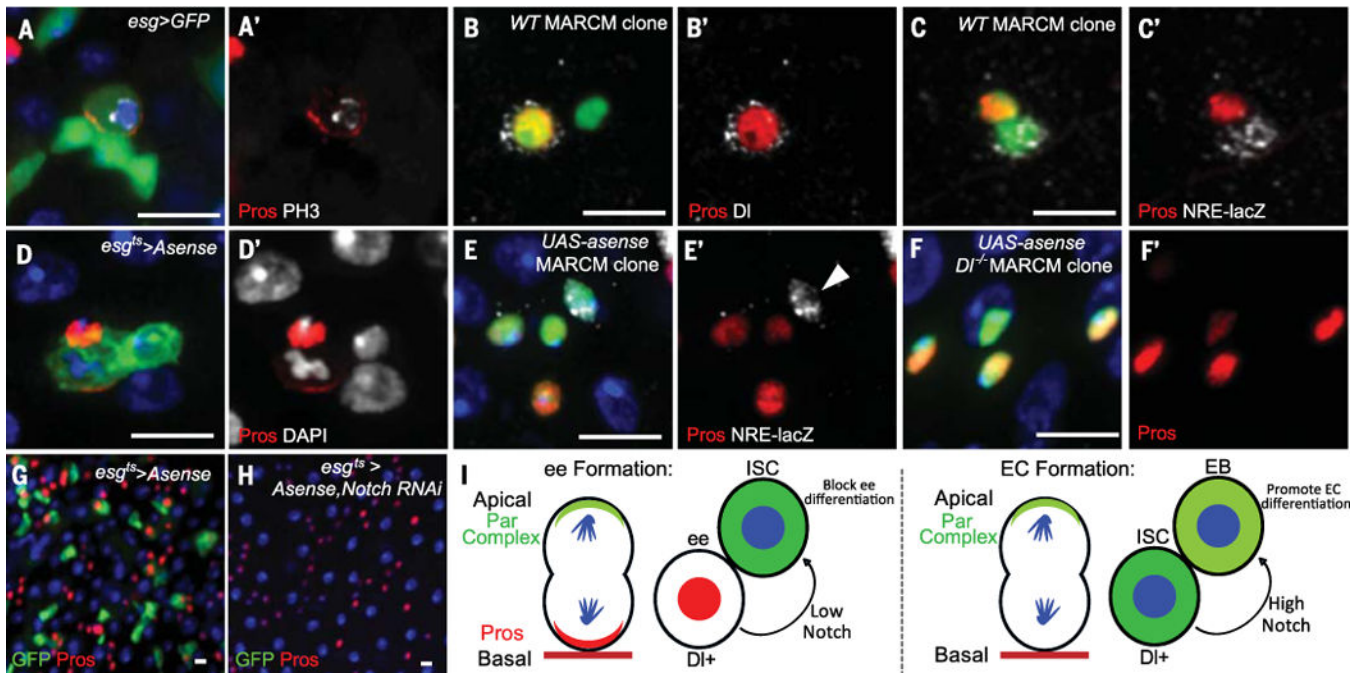 A
esg>GFP
A'
Pros PH3
B
WT MARCM clone
B'
Pros Dl
C
WT MARCM clone
C'
Pros NRE-lacZ
D
esgts>Asense
D'
Pros DAPI
E
UAS-asense
MARCM clone
E'
Pros NRE-lacZ
F
UAS-asense
Dl-/- MARCM clone
F'
Pros
G
esgts>Asense
GFP Pros
H
esgts>
Asense,Notch RNAi
GFP Pros
I
ee Formation:
Apical
Par
Complex
Pros
Basal
ISC
Block ee
differentiation
ee
Low
Notch
Dl+
EC Formation:
Apical
Par
Complex
Basal
EB
Promote EC
differentiation
ISC
High
Notch
Dl+